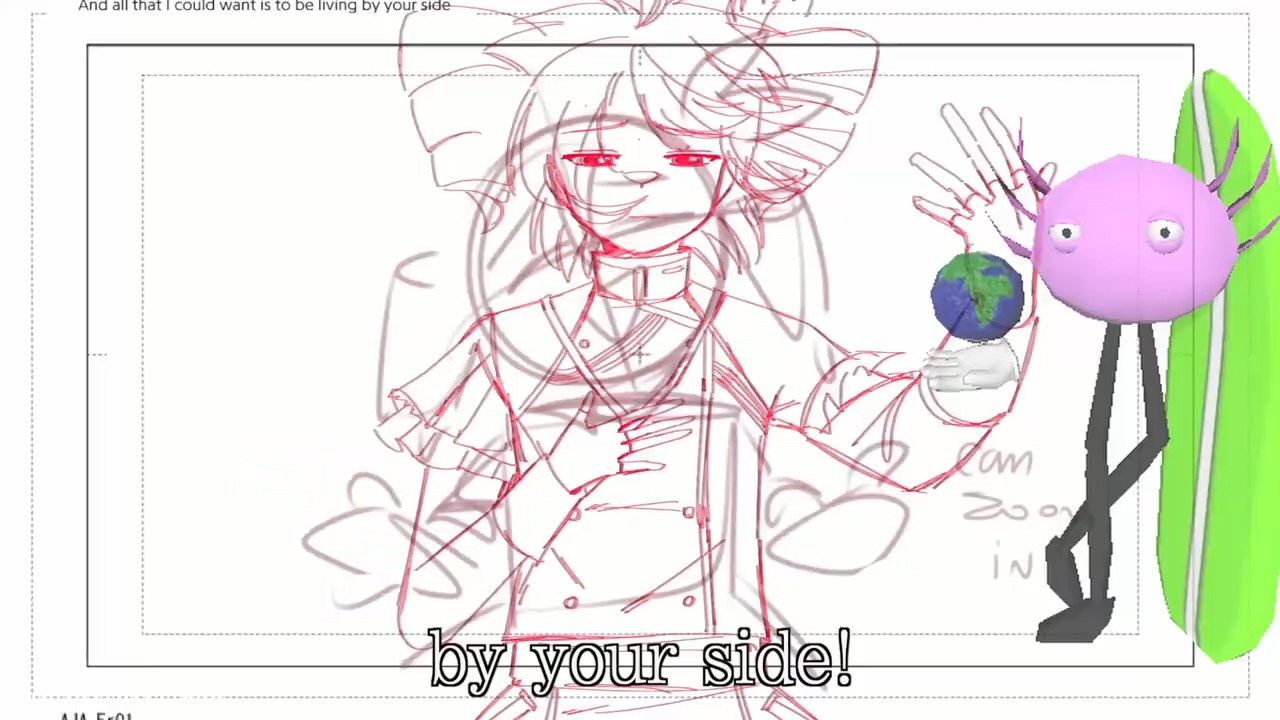 And all that I could want is to be living by your side
Can
zoom
in
by your side!